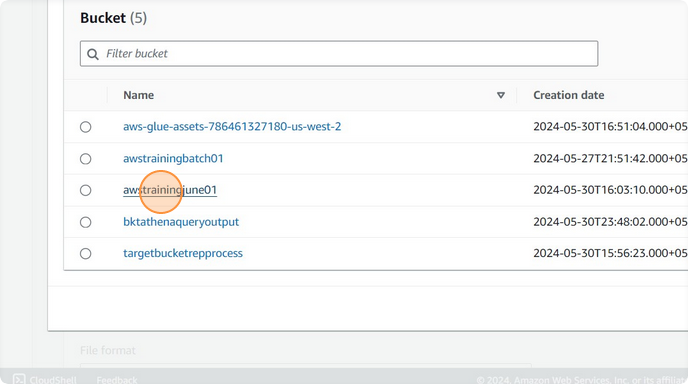 Bucket (5)
Filter bucket
Name Creation date
aws-glue-assets-786461327180-us-west-2 2024-05-30T16:51:04.000+05
awstrainingbatch01 2024-05-27T21:51:42.000+05
awstrainingjune01 2024-05-30T16:03:10.000+05
bktathenaqueryoutput 2024-05-30T23:48:02.000+05
targetbucketrepprocess 2024-05-30T15:56:23.000+05
File format
CloudShell Feedback © 2024, Amazon Web Services, Inc. or its affiliat